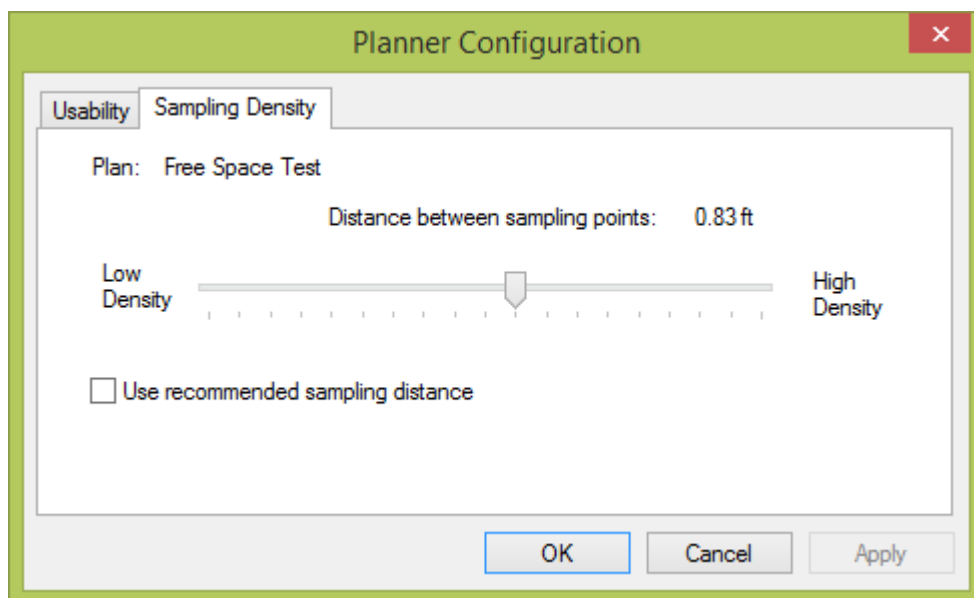 Planner Configuration
Usability
Sampling Density
Plan: Free Space Test
Distance between sampling points: 0.83 ft
Low
Density
High
Density
Use recommended sampling distance
OK
Cancel
Apply